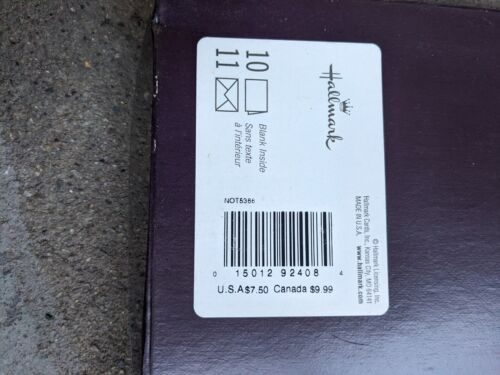 Hallmark
10
11
Blank Inside
Sans texte
à l'intérieur
© Hallmark Licensing, Inc.
Hallmark Cards, Inc., Kansas City, MO 64141
MADE IN U.S.A.
www.hallmark.com
NOT5366
0 15012 92408 4
U.S.A$7.50 Canada $9.99